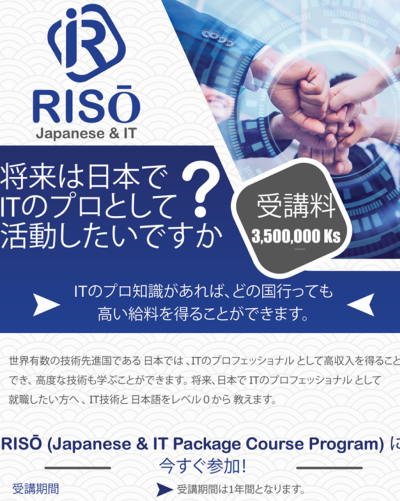 RISŌ
Japanese & IT
将来は日本で
ITのプロとして
活動したいですか
?
受講料
3,500,000 Ks
ITのプロ知識があれば、どの国行っても
高い給料を得ることができます。
世界有数の技術先進国である 日本では 、ITのプロフェッショナル として高収入を得ること
でき、高度な技術も学ぶことができます。将来、日本で ITのプロフェッショナル として
就職したい方へ 、IT技術と 日本語をレベル 0 から 教えます。
RISŌ (Japanese & IT Package Course Program) に
今すぐ参加!
受講期間
受講期間は1年間となります。